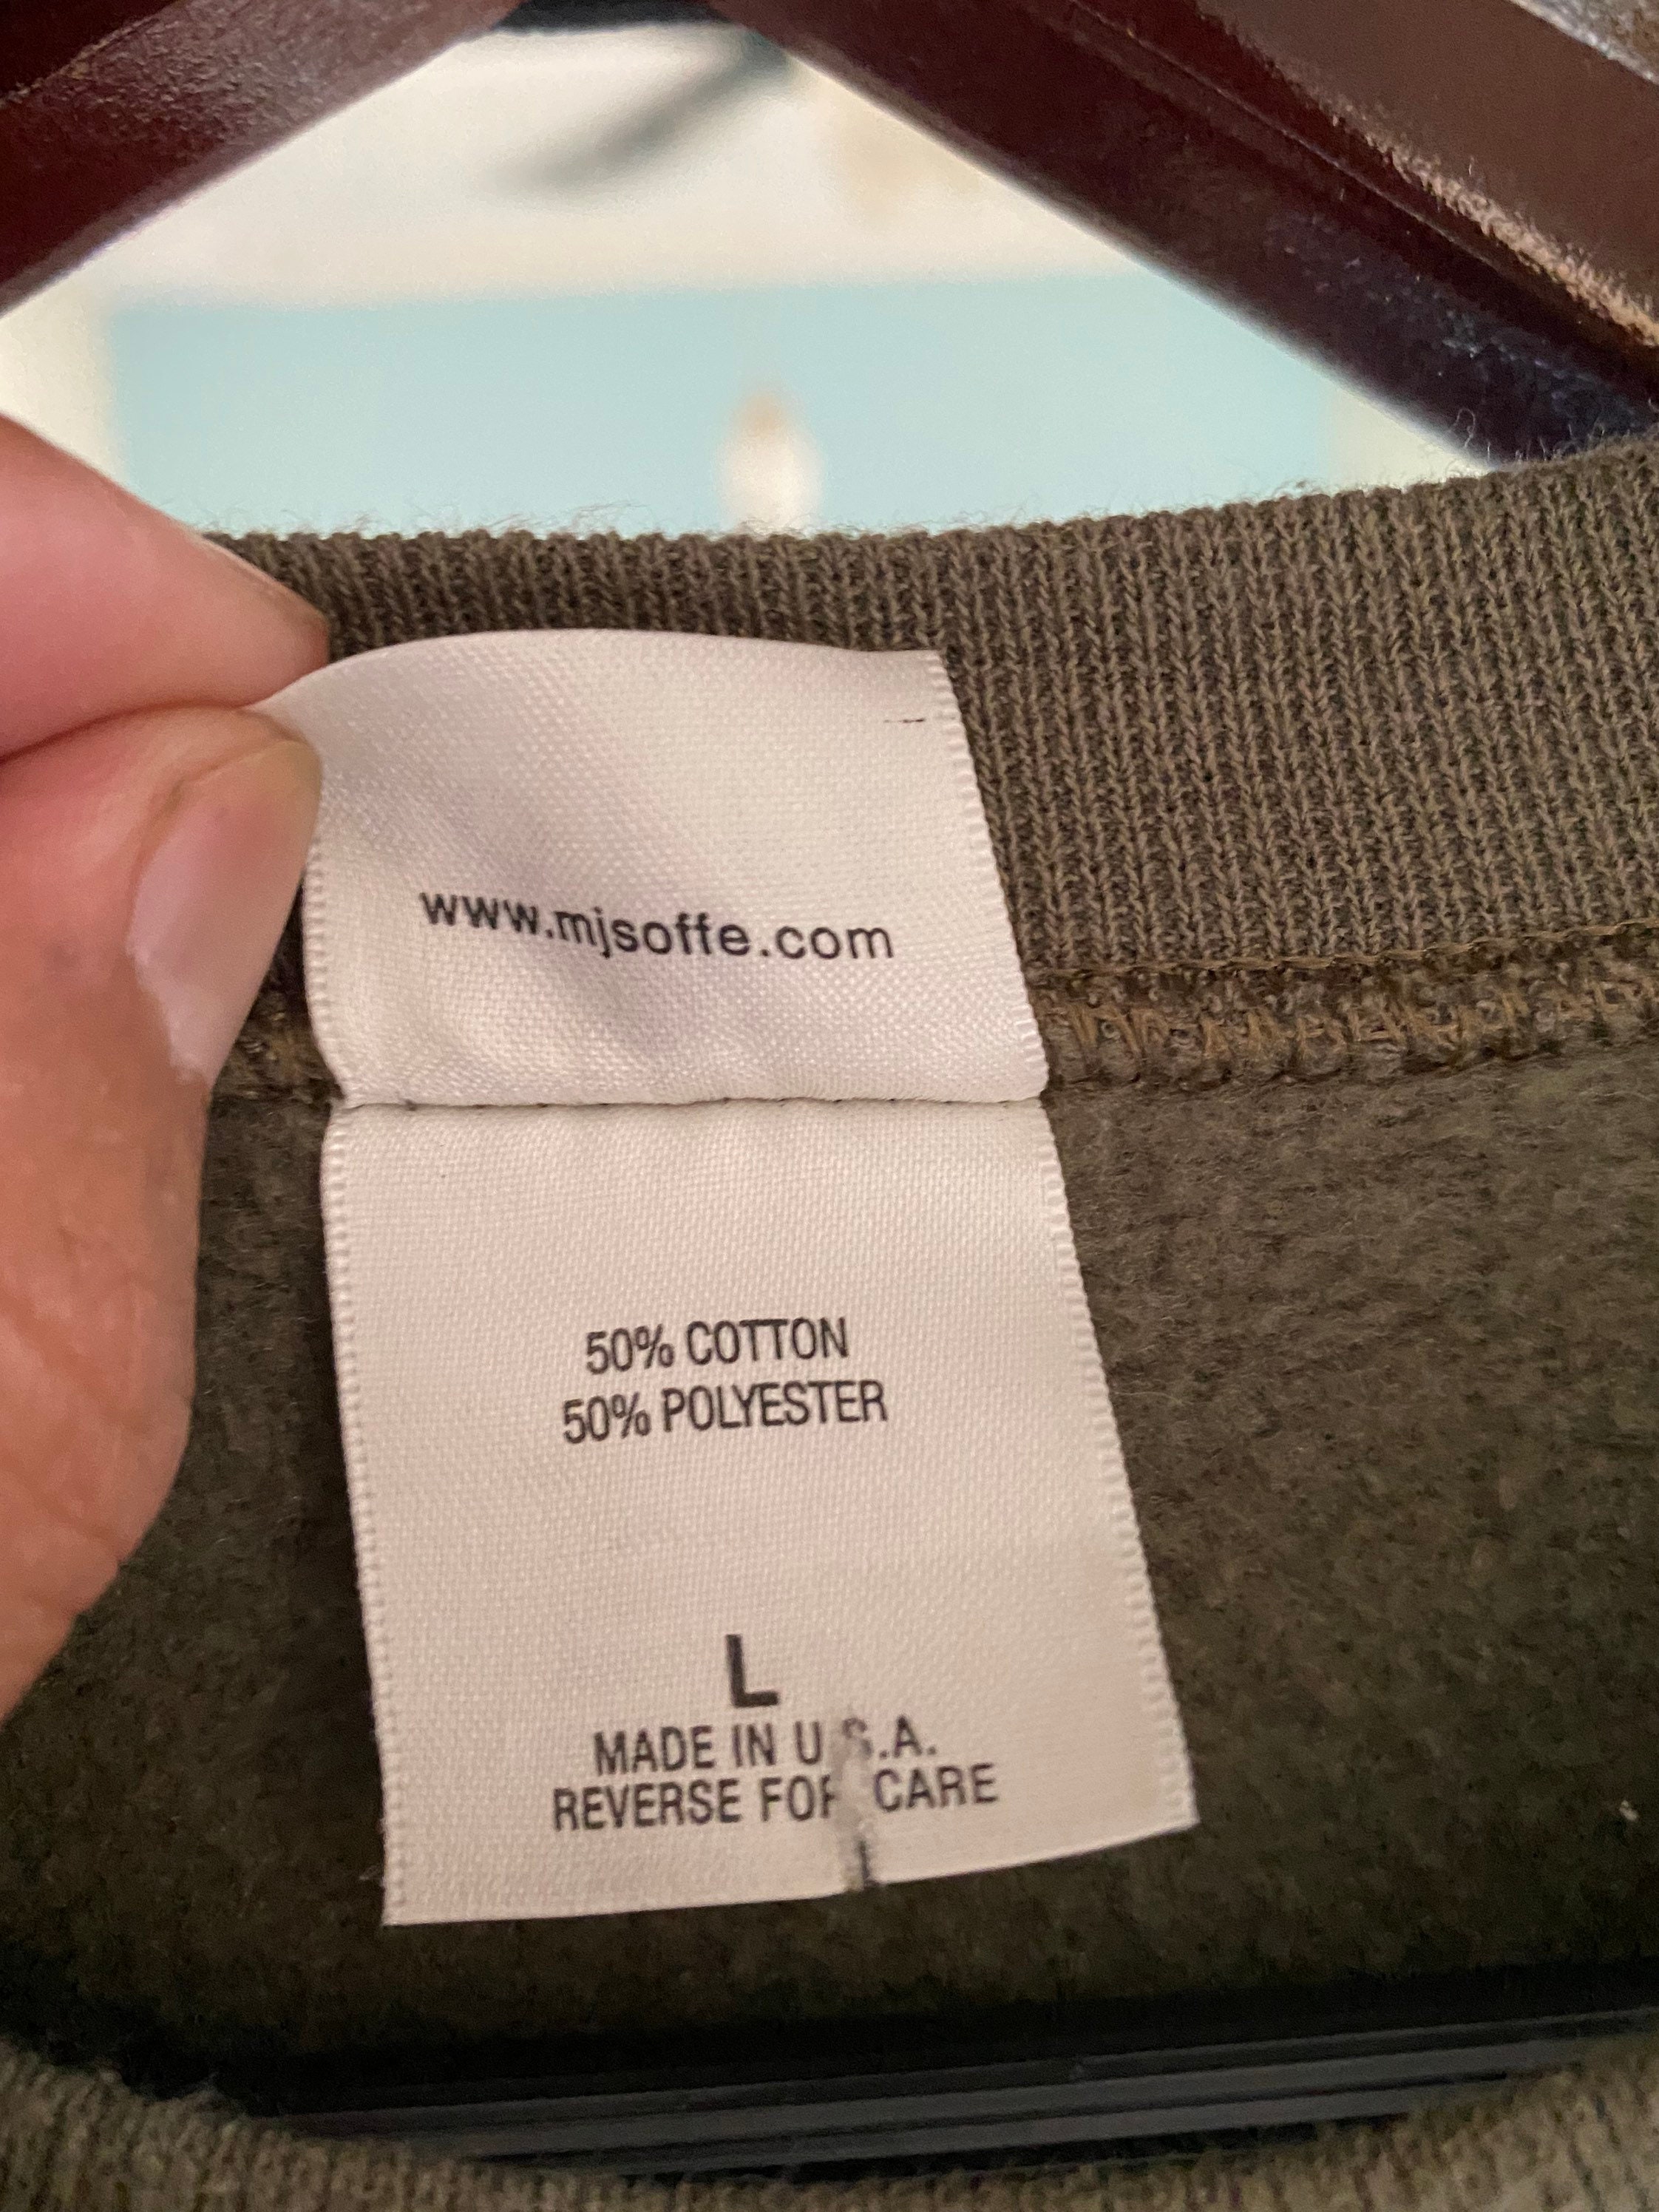 www.mjsoffe.com
50% COTTON
50% POLYESTER
L
MADE IN U.S.A.
REVERSE FOR CARE